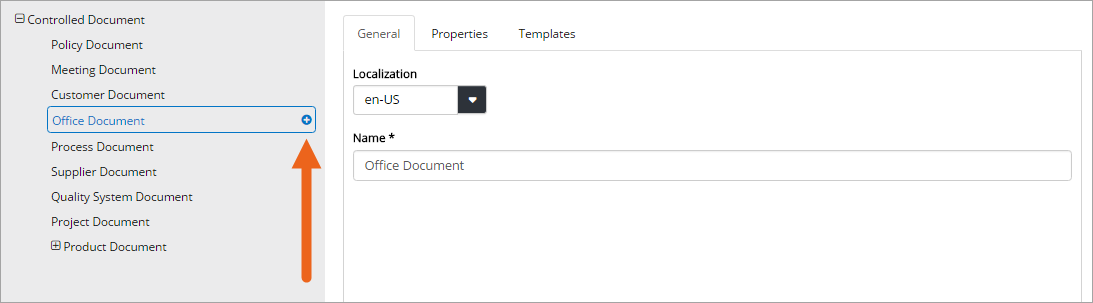 Controlled Document
Policy Document
Meeting Document
Customer Document
Office Document
Process Document
Supplier Document
Quality System Document
Project Document
Product Document
General Properties Templates
Localization
en-US
Name *
Office Document